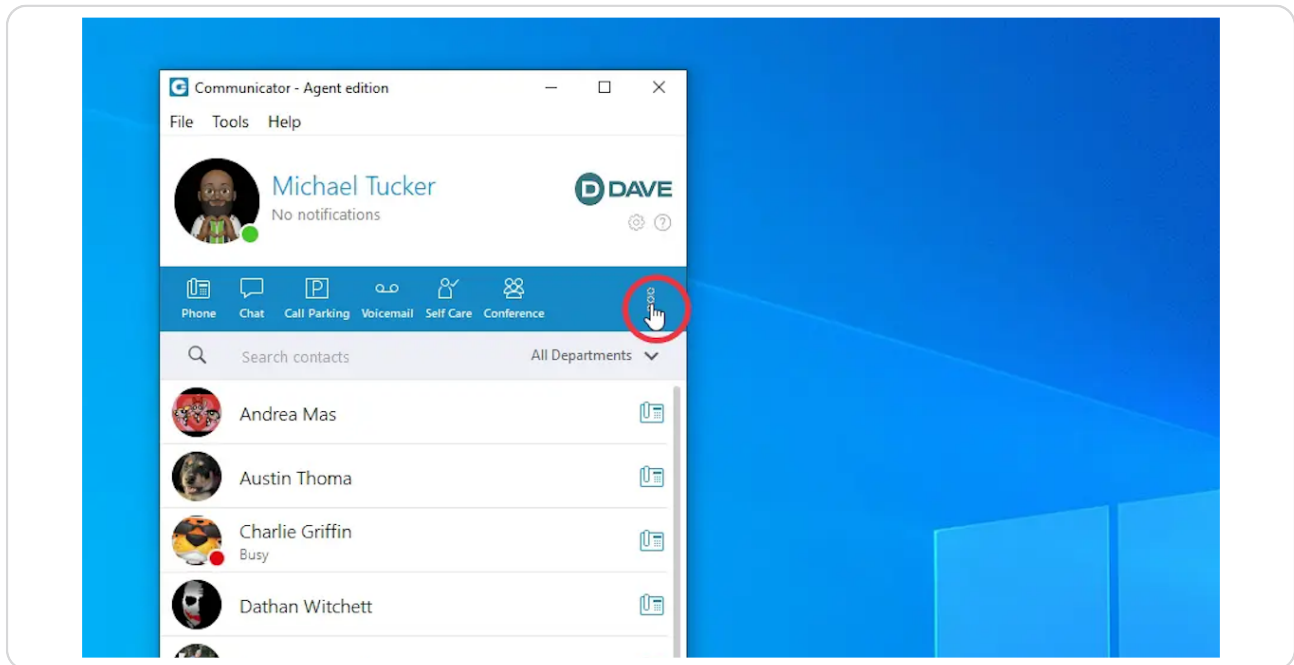 Communicator - Agent edition
File Tools Help
Michael Tucker
No notifications
D DAVE
Phone Chat Call Parking Voicemail Self Care Conference
Search contacts All Departments
Andrea Mas
Austin Thoma
Charlie Griffin
Busy
Dathan Witchett